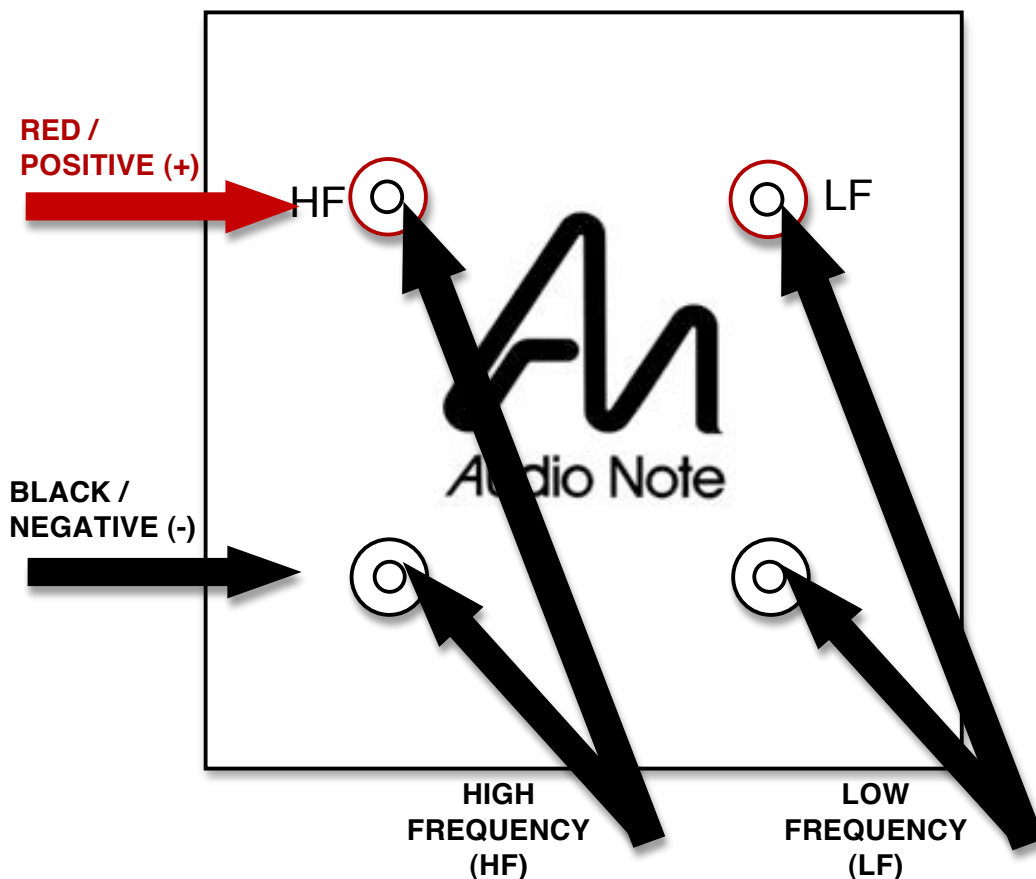 RED /
POSITIVE (+)
HF
LF
Audio Note
BLACK /
NEGATIVE (-)
HIGH
FREQUENCY
(HF)
LOW
FREQUENCY
(LF)